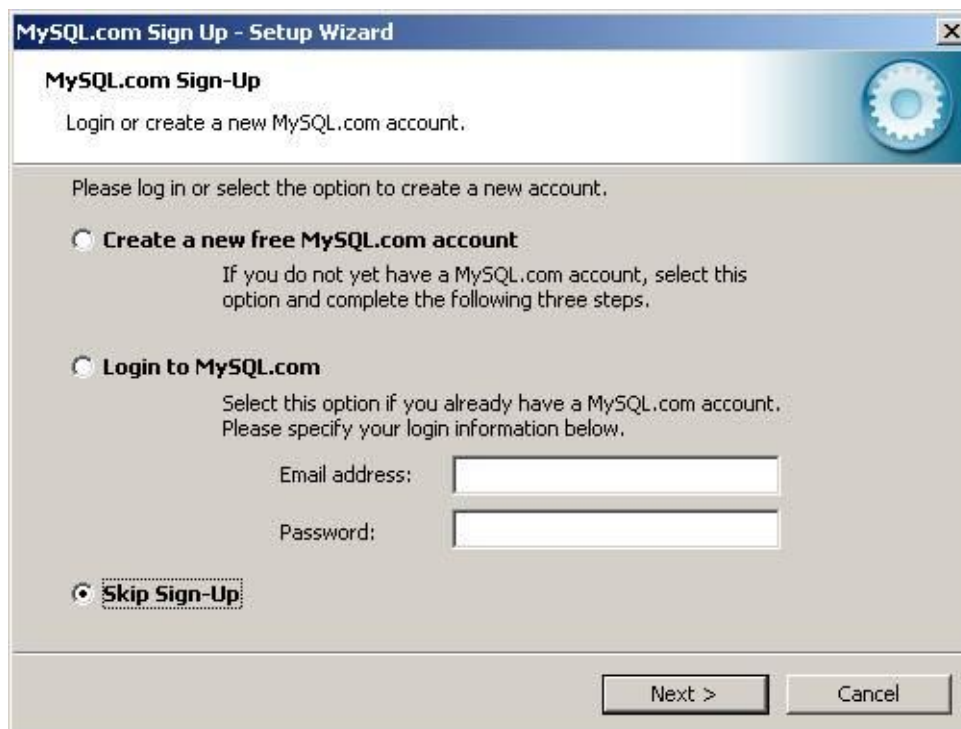 MySQL.com Sign Up - Setup Wizard
MySQL.com Sign-Up
Login or create a new MySQL.com account.
Please log in or select the option to create a new account.
Create a new free MySQL.com account
If you do not yet have a MySQL.com account, select this
option and complete the following three steps.
Login to MySQL.com
Select this option if you already have a MySQL.com account.
Please specify your login information below.
Email address:
Password:
Skip Sign-Up
Next > Cancel